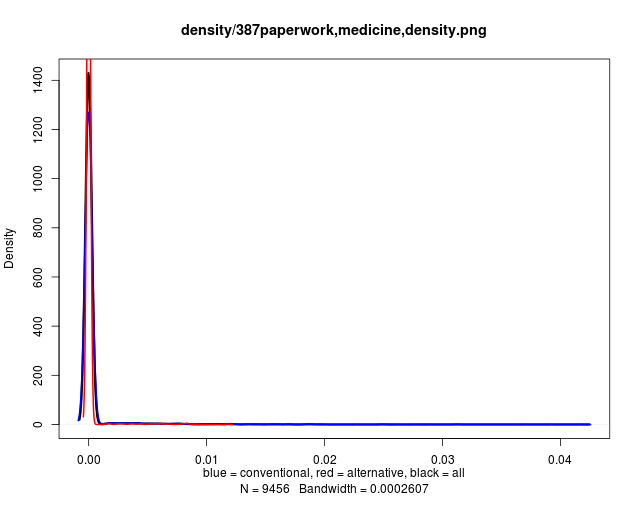 density/387paperwork,medicine,density.png
Density
1400
1200
1000
800
600
400
200
0
0.00 0.01 0.02 0.03 0.04
blue = conventional, red = alternative, black = all
N = 9456 Bandwidth = 0.0002607